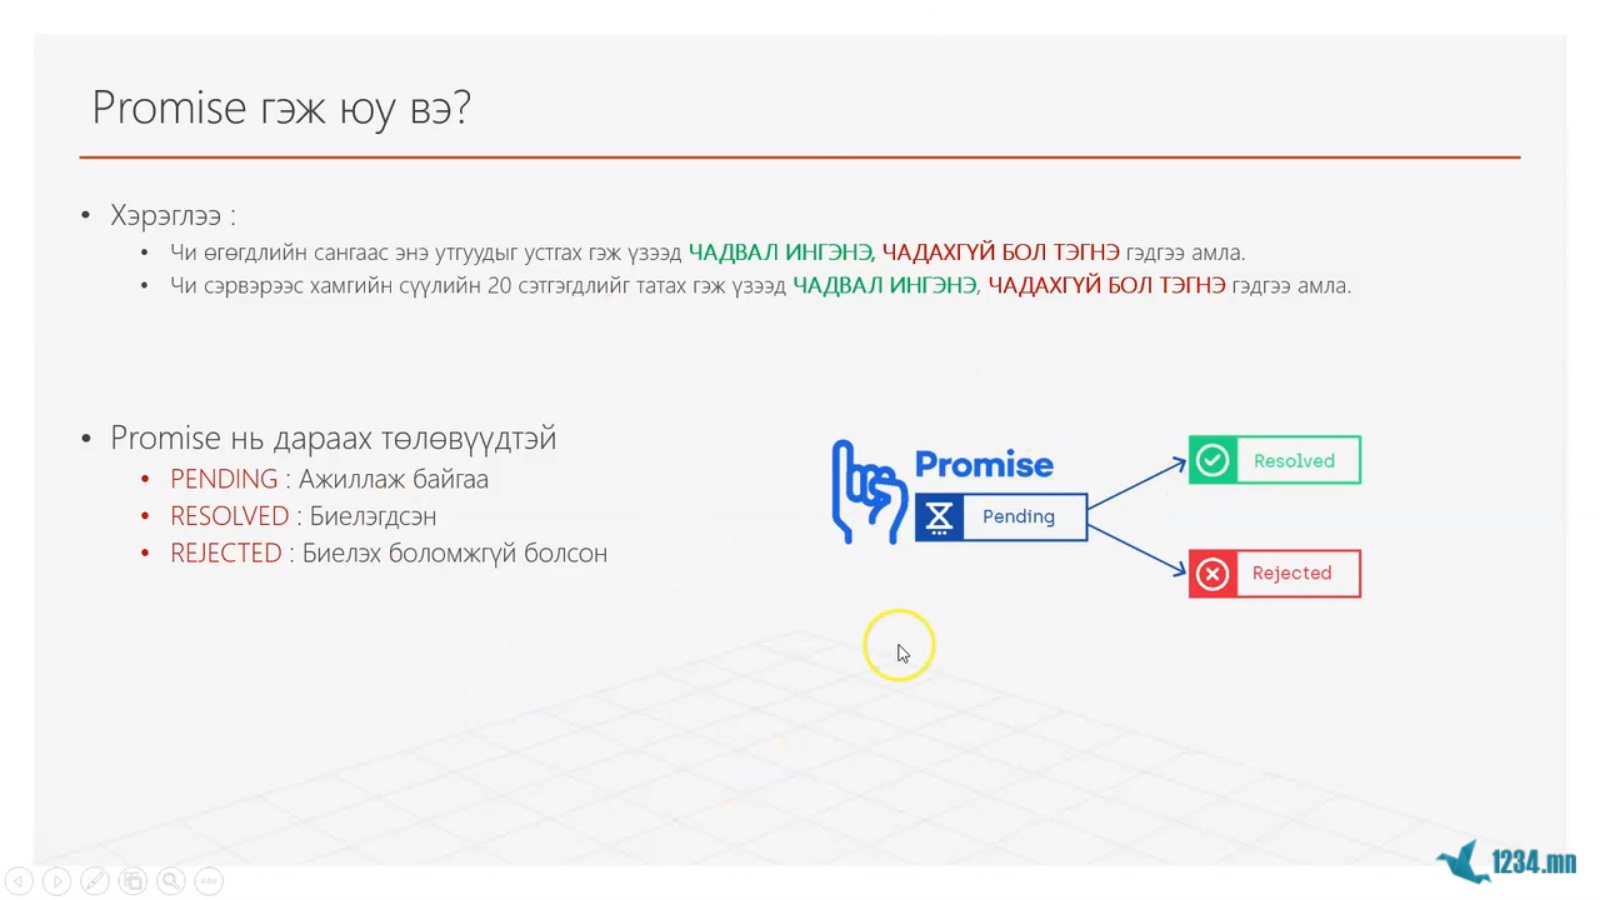 Promise гэж юу вэ?
• Хэрэглээ :
• Чи өгөгдлийн сангаас энэ утгуудыг устгах гэж үзээд ЧАДВАЛ ИНГЭНЭ, ЧАДАХГҮЙ БОЛ ТЭГНЭ гэдгээ амла.
• Чи сэрвэрээс хамгийн сүүлийн 20 сэтгэгдлийг татах гэж үзээд ЧАДВАЛ ИНГЭНЭ, ЧАДАХГҮЙ БОЛ ТЭГНЭ гэдгээ амла.
• Promise нь дараах төлөвүүдтэй
• PENDING : Ажиллаж байгаа
• RESOLVED : Биелэгдсэн
• REJECTED : Биелэх боломжгүй болсон
Promise
Pending
Resolved
Rejected
1234.mn